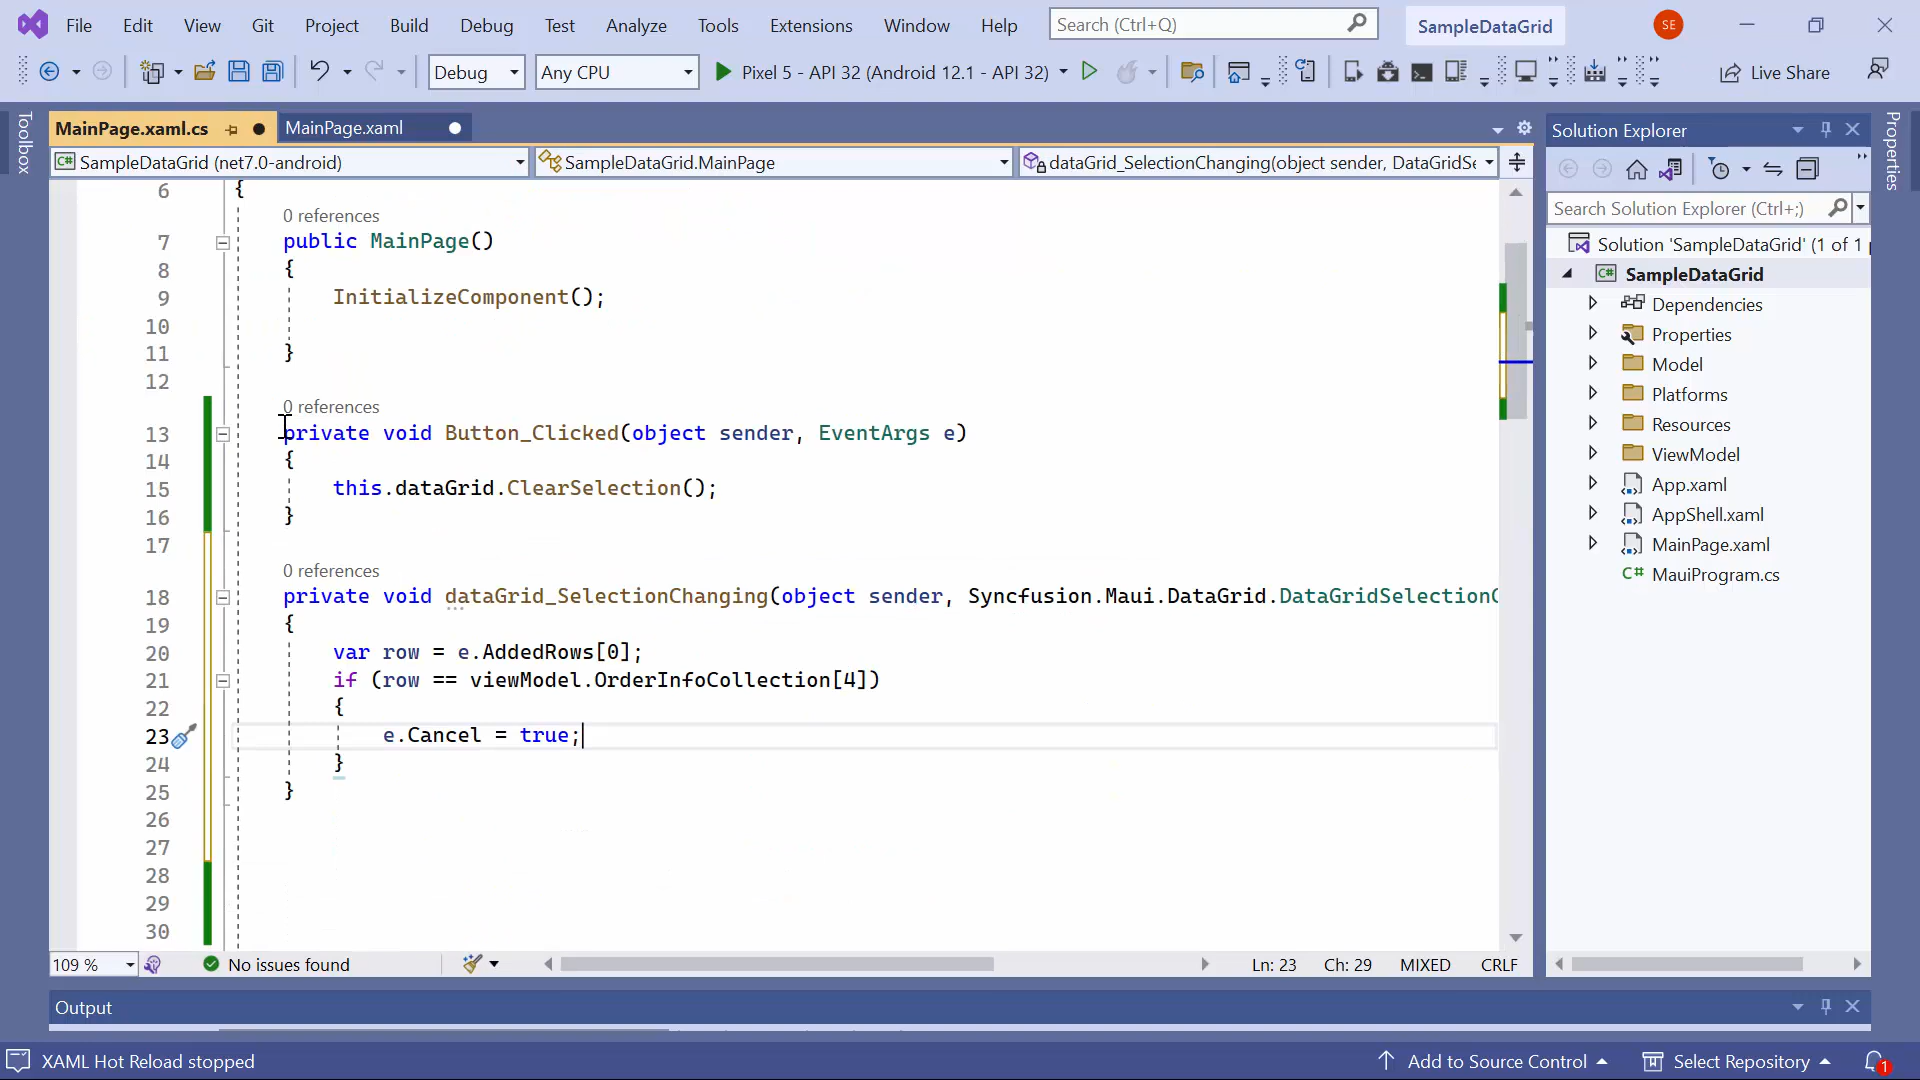 File Edit View Git Project Build Debug Test Analyze Tools Extensions Window Help Search (Ctrl+Q) SampleDataGrid SE
Debug Any CPU Pixel 5 - API 32 (Android 12.1 - API 32) Live Share
Toolbox
MainPage.xaml.cs MainPage.xaml
SampleDataGrid (net7.0-android) SampleDataGrid.MainPage dataGrid_SelectionChanging(object sender, DataGridSe
6 {
0 references
7 public MainPage()
8 {
9 InitializeComponent();
10
11 }
12
0 references
13 private void Button_Clicked(object sender, EventArgs e)
14 {
15 this.dataGrid.ClearSelection();
16 }
17
0 references
18 private void dataGrid_SelectionChanging(object sender, Syncfusion.Maui.DataGrid.DataGridSelectionC
19 {
20 var row = e.AddedRows[0];
21 if (row == viewModel.OrderInfoCollection[4])
22 {
23 e.Cancel = true;
24 }
25 }
26
27
28
29
30
109 % No issues found Ln: 23 Ch: 29 MIXED CRLF
Solution Explorer
Search Solution Explorer (Ctrl+;)
Solution 'SampleDataGrid' (1 of 1 p
SampleDataGrid
Dependencies
Properties
Model
Platforms
Resources
ViewModel
App.xaml
AppShell.xaml
MainPage.xaml
MauiProgram.cs
Properties
Output
XAML Hot Reload stopped Add to Source Control Select Repository 1